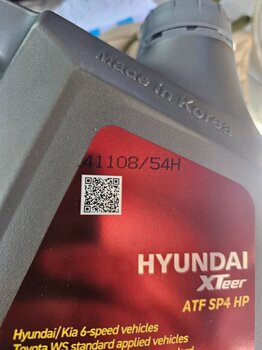 Made in Korea
41108/54H
HYUNDAI
XTeer
ATF SP4 HP
Hyundai/Kia 6-speed vehicles
Toyota WS standard applied vehicles